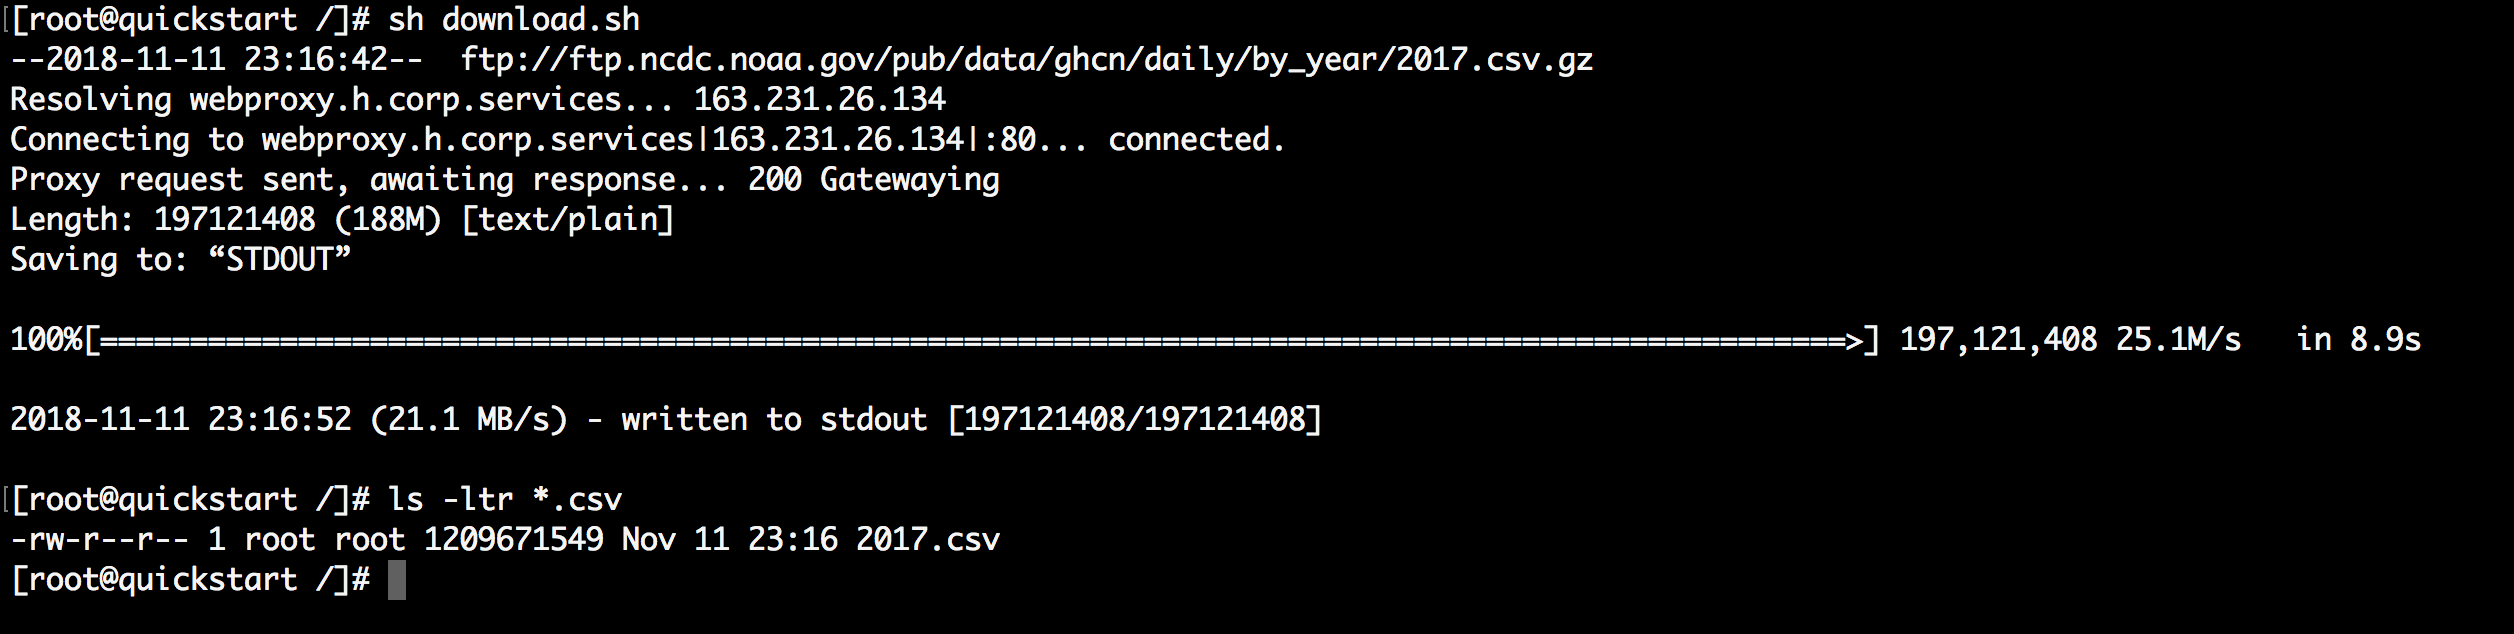 [root@quickstart /]# sh download.sh
--2018-11-11 23:16:42--  ftp://ftp.ncdc.noaa.gov/pub/data/ghcn/daily/by_year/2017.csv.gz
Resolving webproxy.h.corp.services... 163.231.26.134
Connecting to webproxy.h.corp.services|163.231.26.134|:80... connected.
Proxy request sent, awaiting response... 200 Gatewaying
Length: 197121408 (188M) [text/plain]
Saving to: “STDOUT”
100%[=================================================================================================>] 197,121,408 25.1M/s   in 8.9s
2018-11-11 23:16:52 (21.1 MB/s) - written to stdout [197121408/197121408]
[root@quickstart /]# ls -ltr *.csv
-rw-r--r-- 1 root root 1209671549 Nov 11 23:16 2017.csv
[root@quickstart /]#